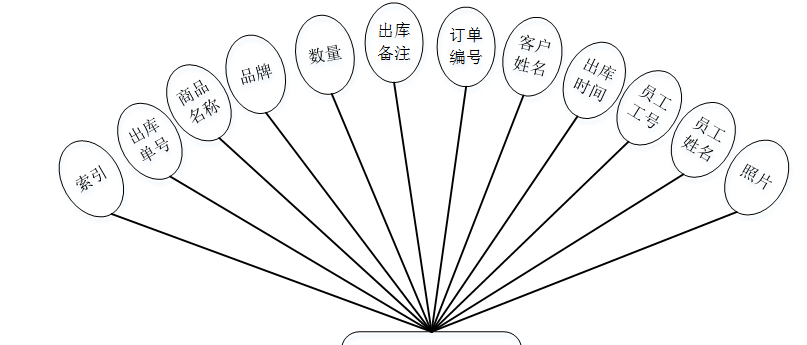 索引
出库
单号
商品
名称
品牌
数量
出库
备注
订单
编号
客户
姓名
出库
时间
员工
工号
员工
姓名
照片